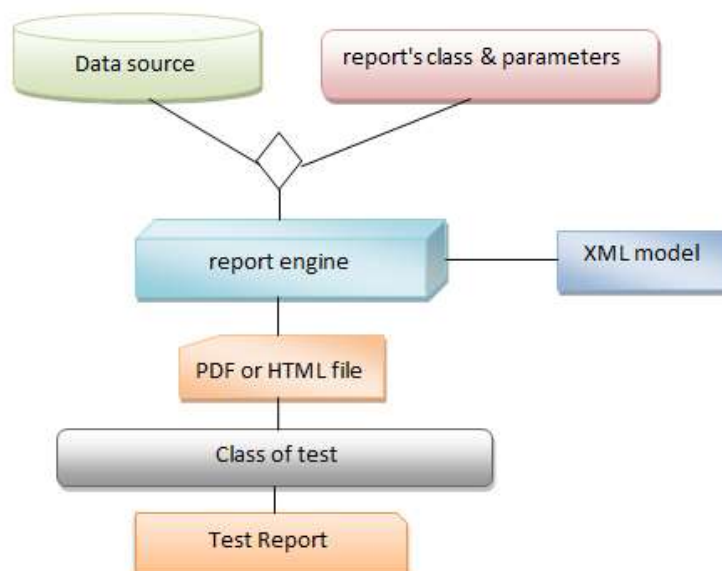 Data source
report's class & parameters
report engine
XML model
PDF or HTML file
Class of test
Test Report